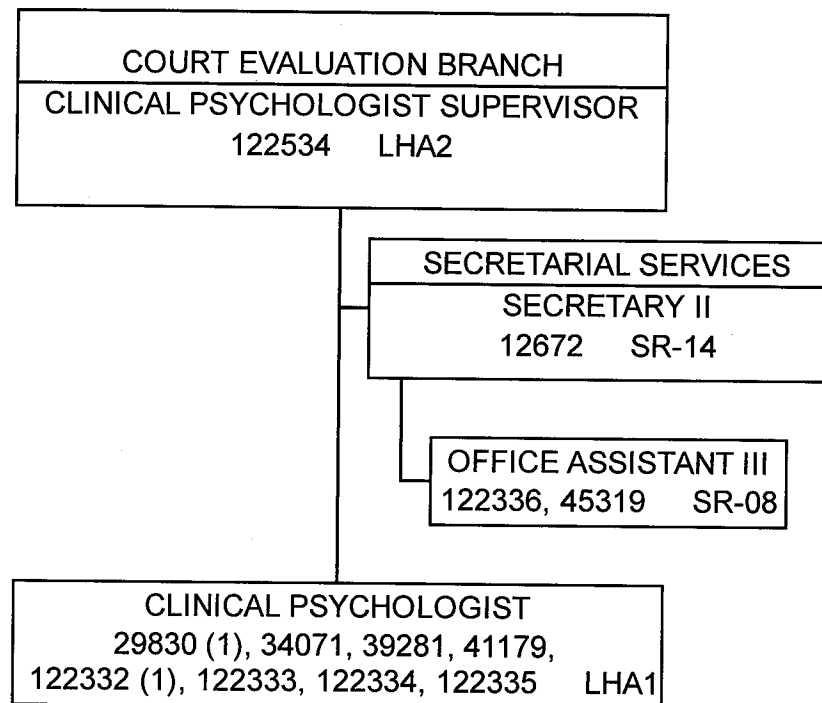 COURT EVALUATION BRANCH
CLINICAL PSYCHOLOGIST SUPERVISOR
122534 LHA2
SECRETARIAL SERVICES
SECRETARY II
12672 SR-14
OFFICE ASSISTANT III
122336, 45319 SR-08
CLINICAL PSYCHOLOGIST
29830 (1), 34071, 39281, 41179,
122332 (1), 122333, 122334, 122335 LHA1